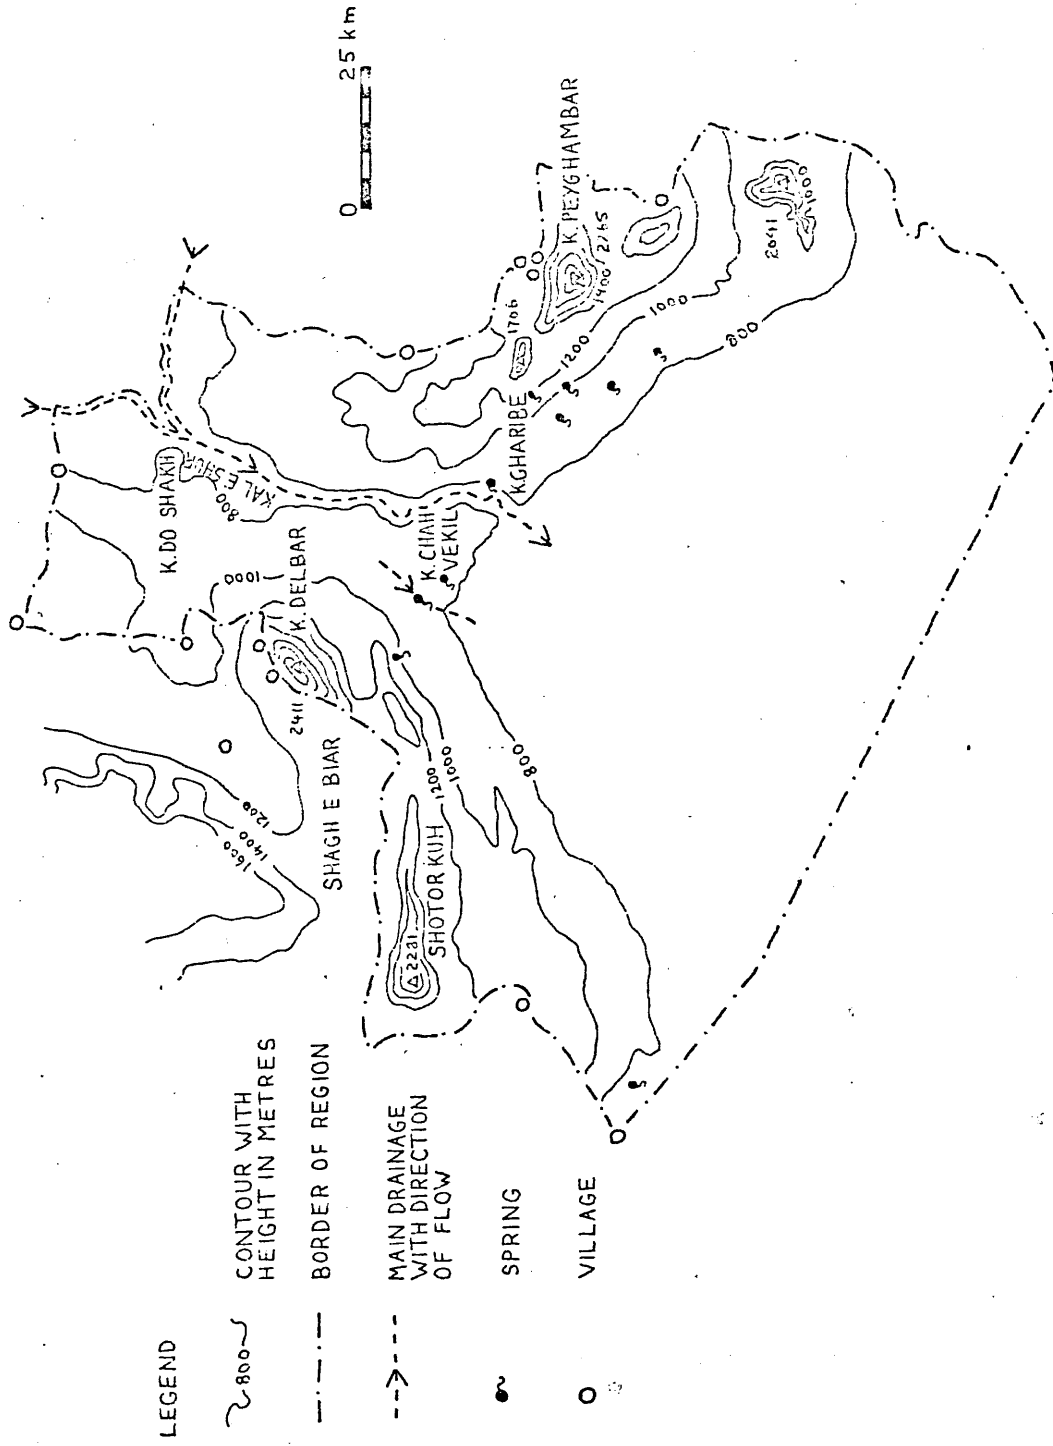 LEGEND
800
CONTOUR WITH
HEIGHT IN METRES
BORDER OF REGION
MAIN DRAINAGE
WITH DIRECTION
OF FLOW
SPRING
VILLAGE
0 25 km
1600
1400
1200
SHAGH E BIAR
2411
K. DELBAR
1000
K.DO SHAKH
KAL E SHUR
800
2231
SHOTOR KUH
1200
1000
800
K.CHAH
VEKIL
K.GHARIBE
1706
K. PEYGHAMBAR
1400
2265
1200
1000
800
2041
1000